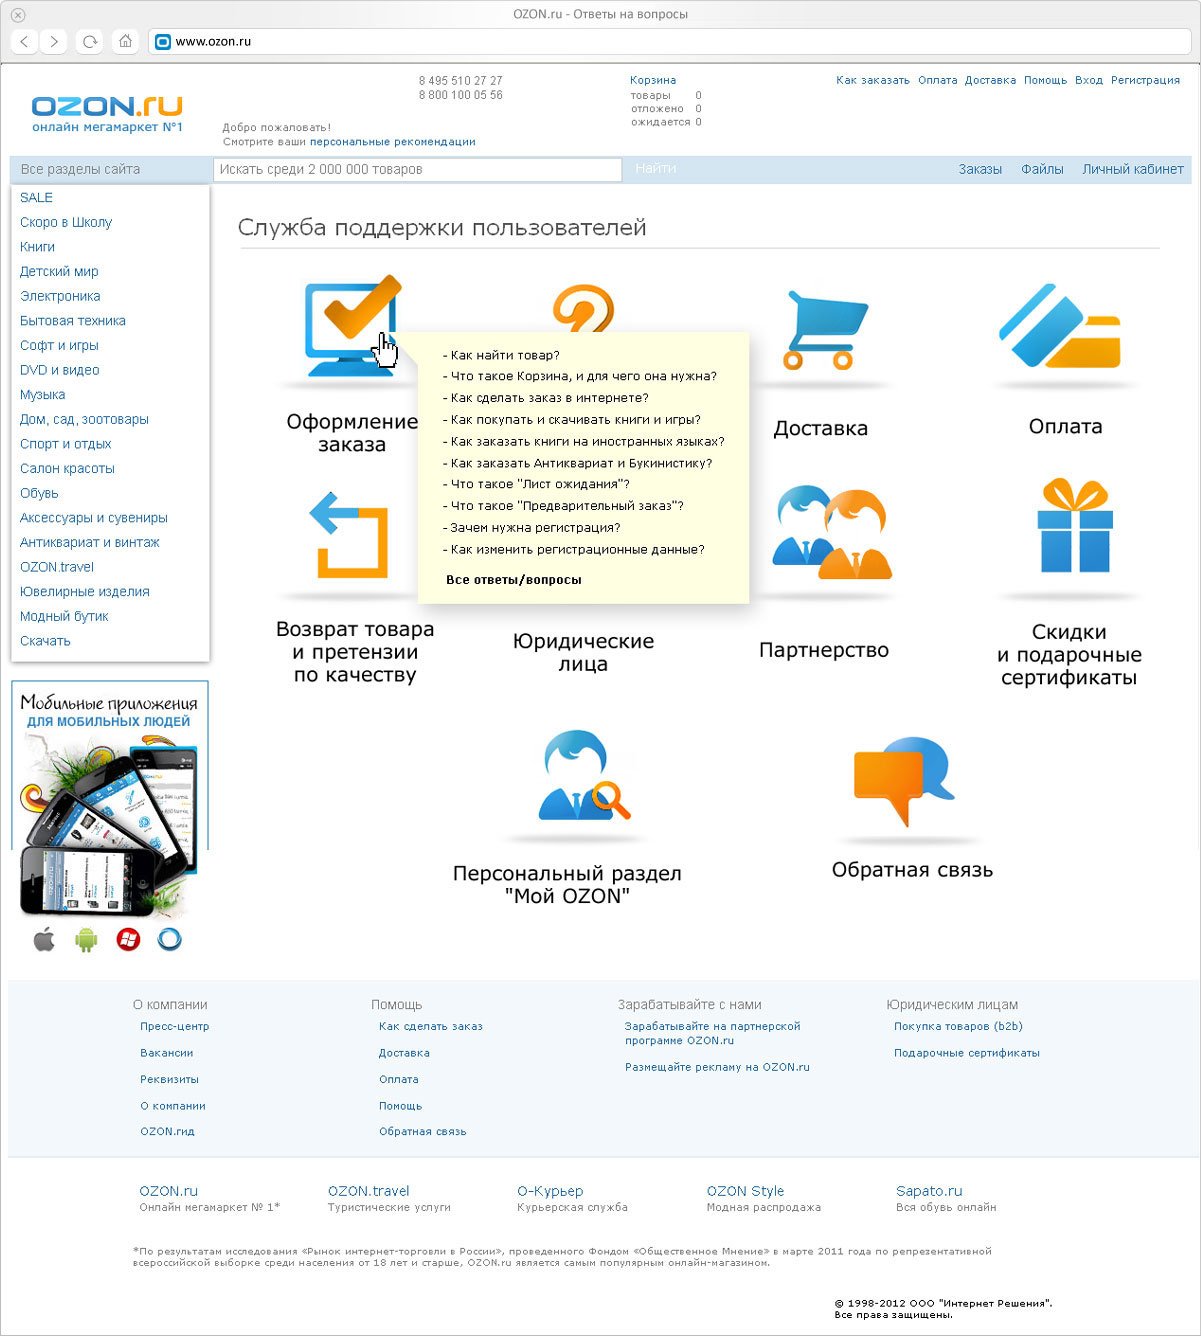 OZON.ru - Ответы на вопросы
www.ozon.ru
8 495 510 27 27
8 800 100 05 56
Корзина
товары 0
отложено 0
ожидается 0
Как заказать Оплата Доставка Помощь Вход Регистрация
OZON.RU
онлайн мегамаркет №1
Добро пожаловать!
Смотрите ваши персональные рекомендации
Все разделы сайта
Искать среди 2 000 000 товаров
Найти
Заказы Файлы Личный кабинет
SALE
Скоро в Школу
Книги
Детский мир
Электроника
Бытовая техника
Софт и игры
DVD и видео
Музыка
Дом, сад, зоотовары
Спорт и отдых
Салон красоты
Обувь
Аксессуары и сувениры
Антиквариат и винтаж
OZON.travel
Ювелирные изделия
Модный бутик
Скачать
Мобильные приложения
ДЛЯ МОБИЛЬНЫХ ЛЮДЕЙ
Служба поддержки пользователей
Оформление
заказа
- Как найти товар?
- Что такое Корзина, и для чего она нужна?
- Как сделать заказ в интернете?
- Как покупать и скачивать книги и игры?
- Как заказать книги на иностранных языках?
- Как заказать Антиквариат и Букинистику?
- Что такое "Лист ожидания"?
- Что такое "Предварительный заказ"?
- Зачем нужна регистрация?
- Как изменить регистрационные данные?
Все ответы/вопросы
Доставка
Оплата
Возврат товара
и претензии
по качеству
Юридические
лица
Партнерство
Скидки
и подарочные
сертификаты
Персональный раздел
"Мой OZON"
Обратная связь
О компании
Пресс-центр
Вакансии
Реквизиты
О компании
OZON.гид
Помощь
Как сделать заказ
Доставка
Оплата
Помощь
Обратная связь
Зарабатывайте с нами
Зарабатывайте на партнерской
программе OZON.ru
Размещайте рекламу на OZON.ru
Юридическим лицам
Покупка товаров (b2b)
Подарочные сертификаты
OZON.ru
Онлайн мегамаркет № 1*
OZON.travel
Туристические услуги
О-Курьер
Курьерская служба
OZON Style
Модная распродажа
Sapato.ru
Вся обувь онлайн
*По результатам исследования «Рынок интернет-торговли в России», проведенного Фондом «Общественное Мнение» в марте 2011 года по репрезентативной
всероссийской выборке среди населения от 18 лет и старше, OZON.ru является самым популярным онлайн-магазином.
© 1998-2012 ООО "Интернет Решения".
Все права защищены.